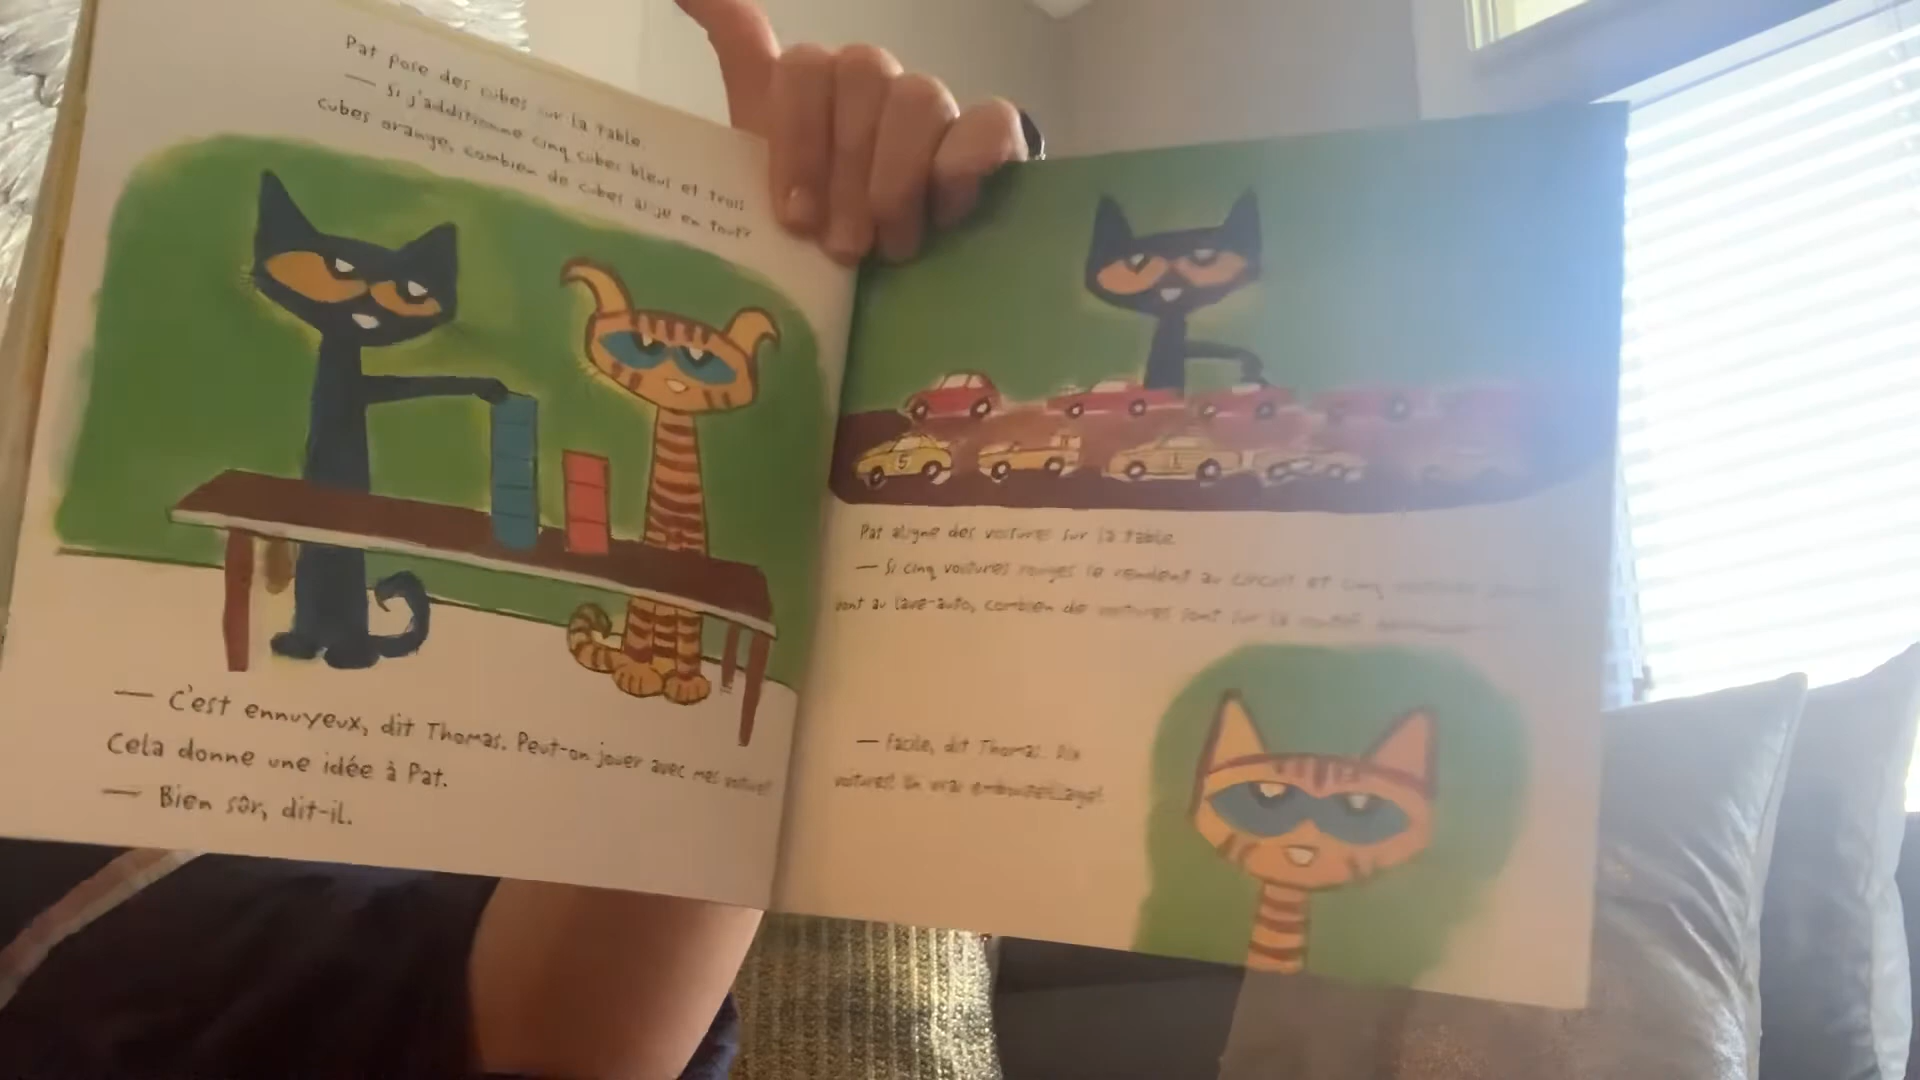 Pat pose des cubes sur la table.
— Si j'additionne cinq cubes bleus et trois
cubes orange, combien de cubes ai-je en tout?
— C'est ennuyeux, dit Thomas. Peut-on jouer avec mes voitures?
Cela donne une idée à Pat.
— Bien sûr, dit-il.
5
1
Pat aligne des voitures sur la table.
— Si cinq voitures rouges se rendent au circuit et cinq voitures
vont au lave-auto, combien de voitures sont sur la
— Facile, dit Thomas. Dix
voitures! Un vrai embouteillage!